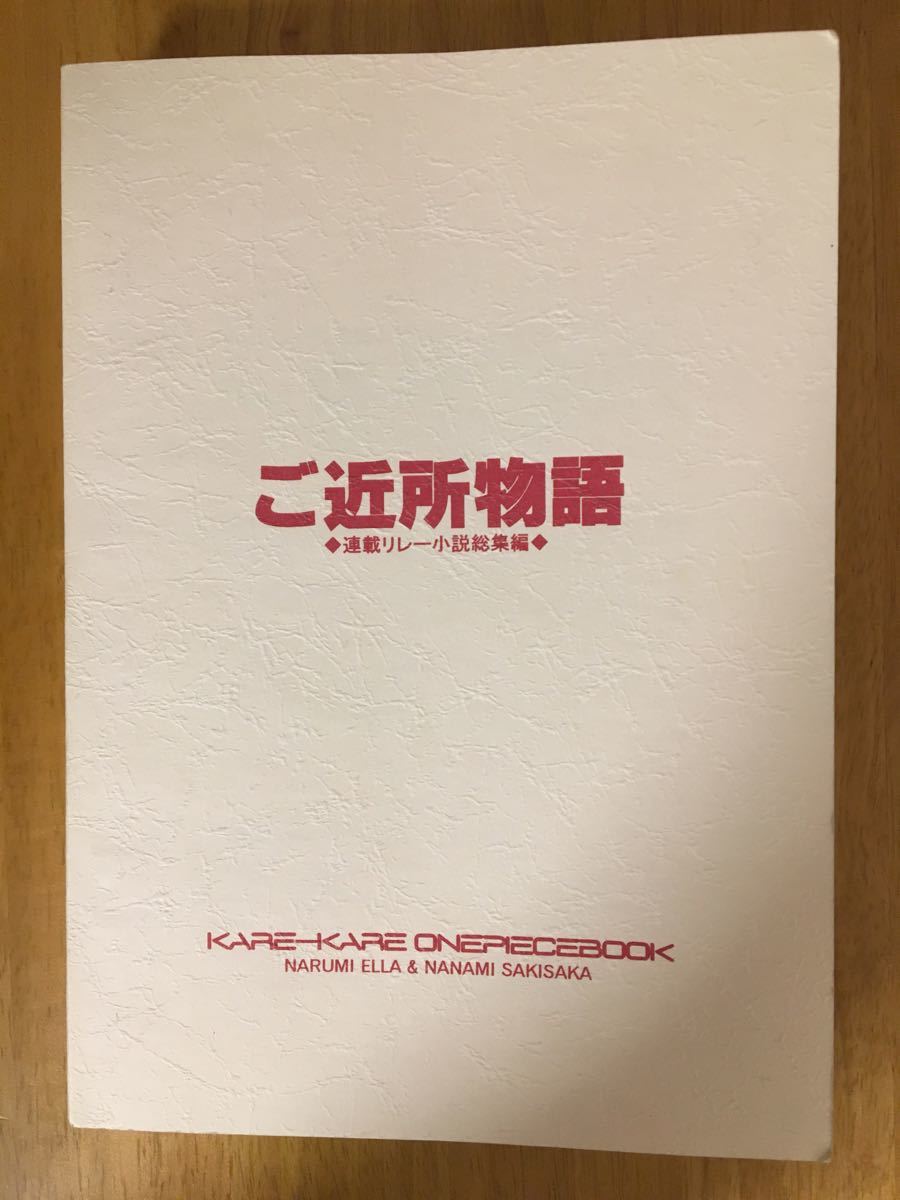 ご近所物語
◆連載リレー小説総集編◆
KARE-KARE ONEPIECEBOOK
NARUMI ELLA & NANAMI SAKISAKA